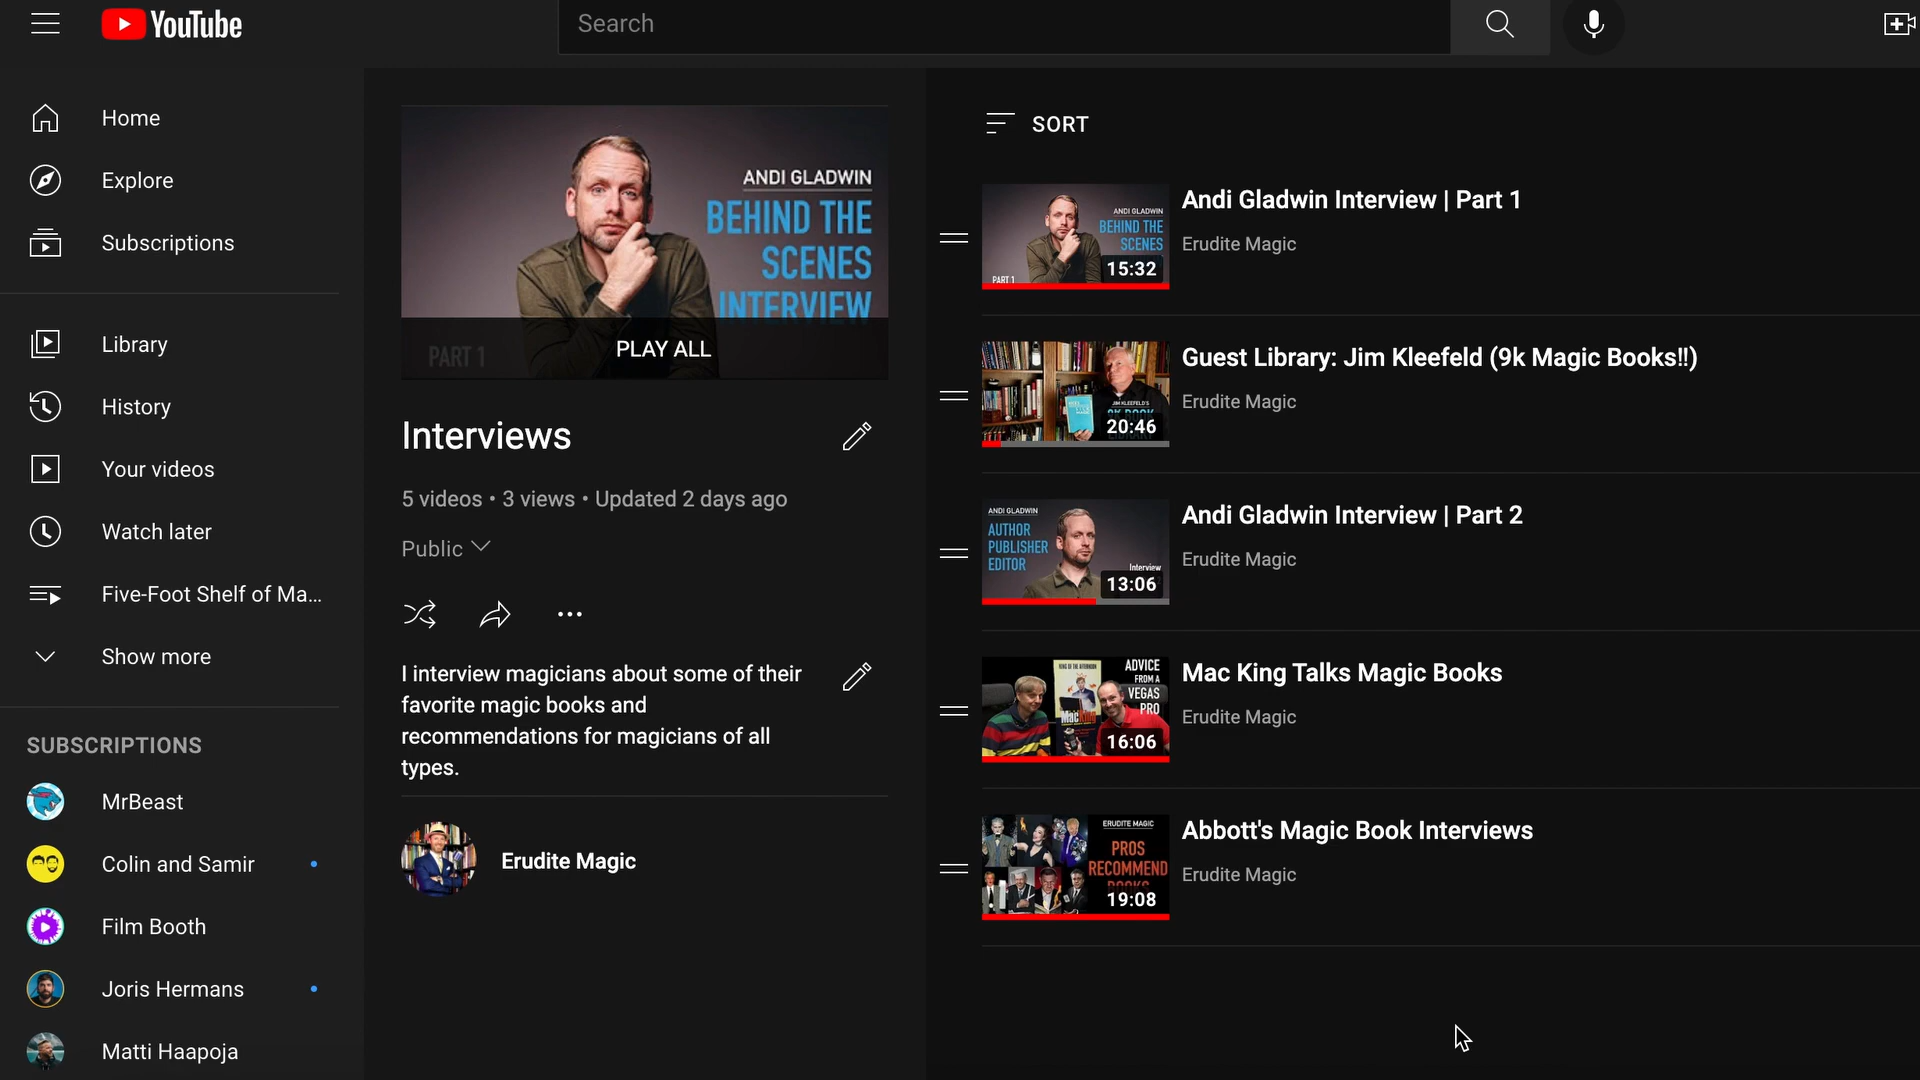 YouTube
Search
Home
Explore
Subscriptions
Library
History
Your videos
Watch later
Five-Foot Shelf of Ma...
Show more
SUBSCRIPTIONS
MrBeast
Colin and Samir
Film Booth
Joris Hermans
Matti Haapoja
ANDI GLADWIN
BEHIND THE
SCENES
INTERVIEW
PART 1
PLAY ALL
Interviews
5 videos • 3 views • Updated 2 days ago
Public
I interview magicians about some of their
favorite magic books and
recommendations for magicians of all
types.
Erudite Magic
SORT
ANDI GLADWIN
BEHIND THE
SCENES
PART 1
15:32
Andi Gladwin Interview | Part 1
Erudite Magic
JIM KLEEFELD'S
9K BOOK
LIBRARY
20:46
Guest Library: Jim Kleefeld (9k Magic Books!!)
Erudite Magic
ANDI GLADWIN
AUTHOR
PUBLISHER
EDITOR
Interview
13:06
Andi Gladwin Interview | Part 2
Erudite Magic
ADVICE
FROM A
VEGAS
PRO
MacKing
16:06
Mac King Talks Magic Books
Erudite Magic
ERUDITE MAGIC
PROS
RECOMMEND
BOOKS
19:08
Abbott's Magic Book Interviews
Erudite Magic